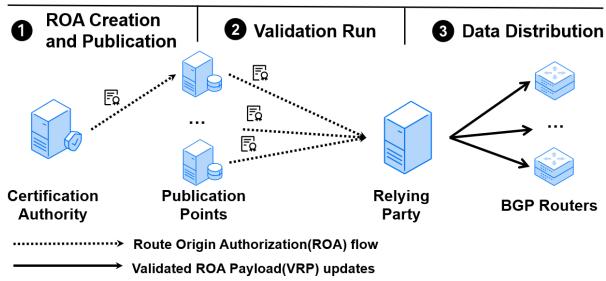 1 ROA Creation
and Publication
2 Validation Run
3 Data Distribution
...
...
Certification
Authority
Publication
Points
Relying
Party
BGP Routers
Route Origin Authorization(ROA) flow
Validated ROA Payload(VRP) updates